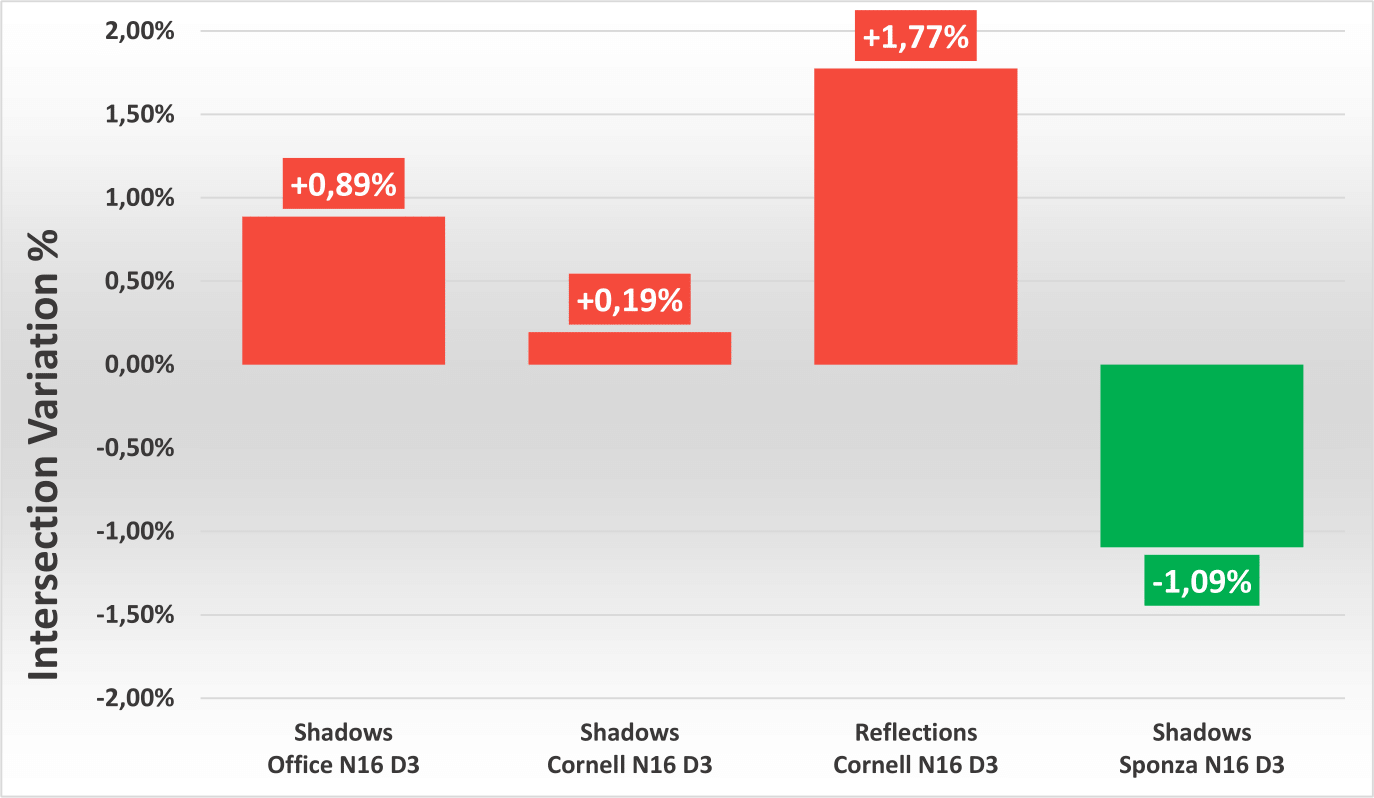 Intersection Variation %
2,00%
1,50%
1,00%
0,50%
0,00%
-0,50%
-1,00%
-1,50%
-2,00%
+0,89%
+0,19%
+1,77%
-1,09%
Shadows
Office N16 D3
Shadows
Cornell N16 D3
Reflections
Cornell N16 D3
Shadows
Sponza N16 D3